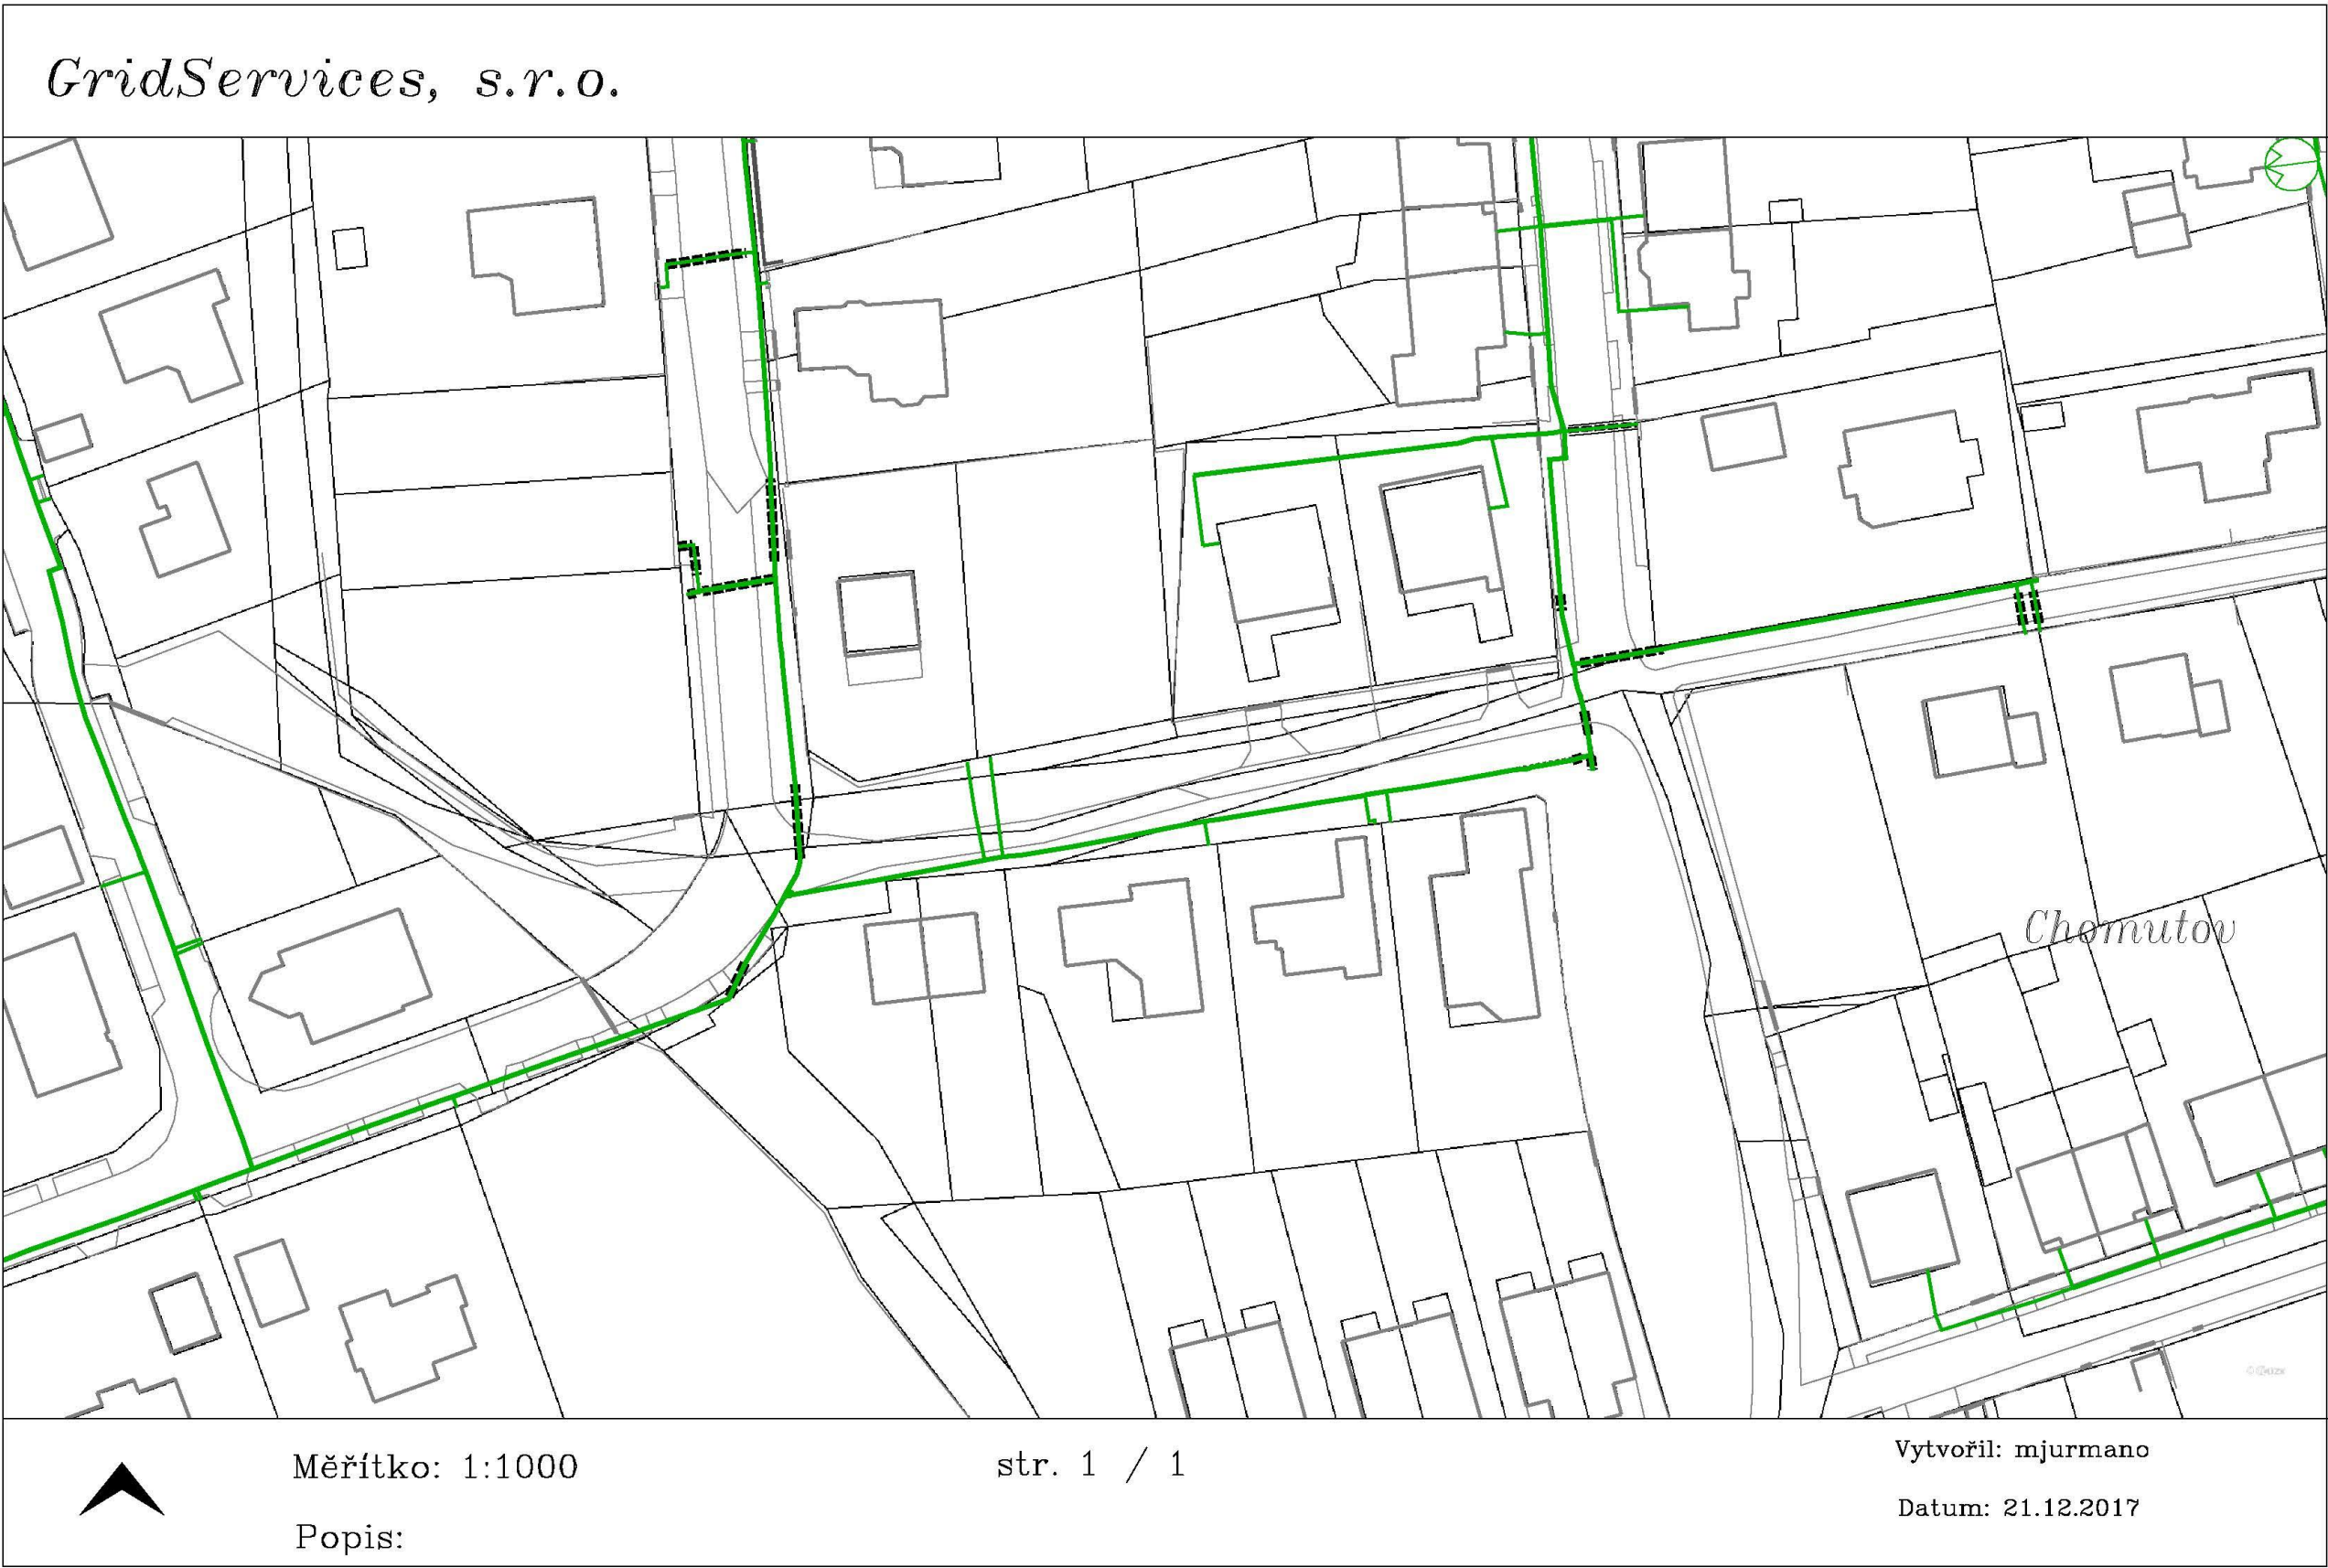 GridServices, s.r.o.
Chomutov
Měřítko: 1:1000
str. 1 / 1
Vytvořil: mjurmano
Datum: 21.12.2017
Popis: